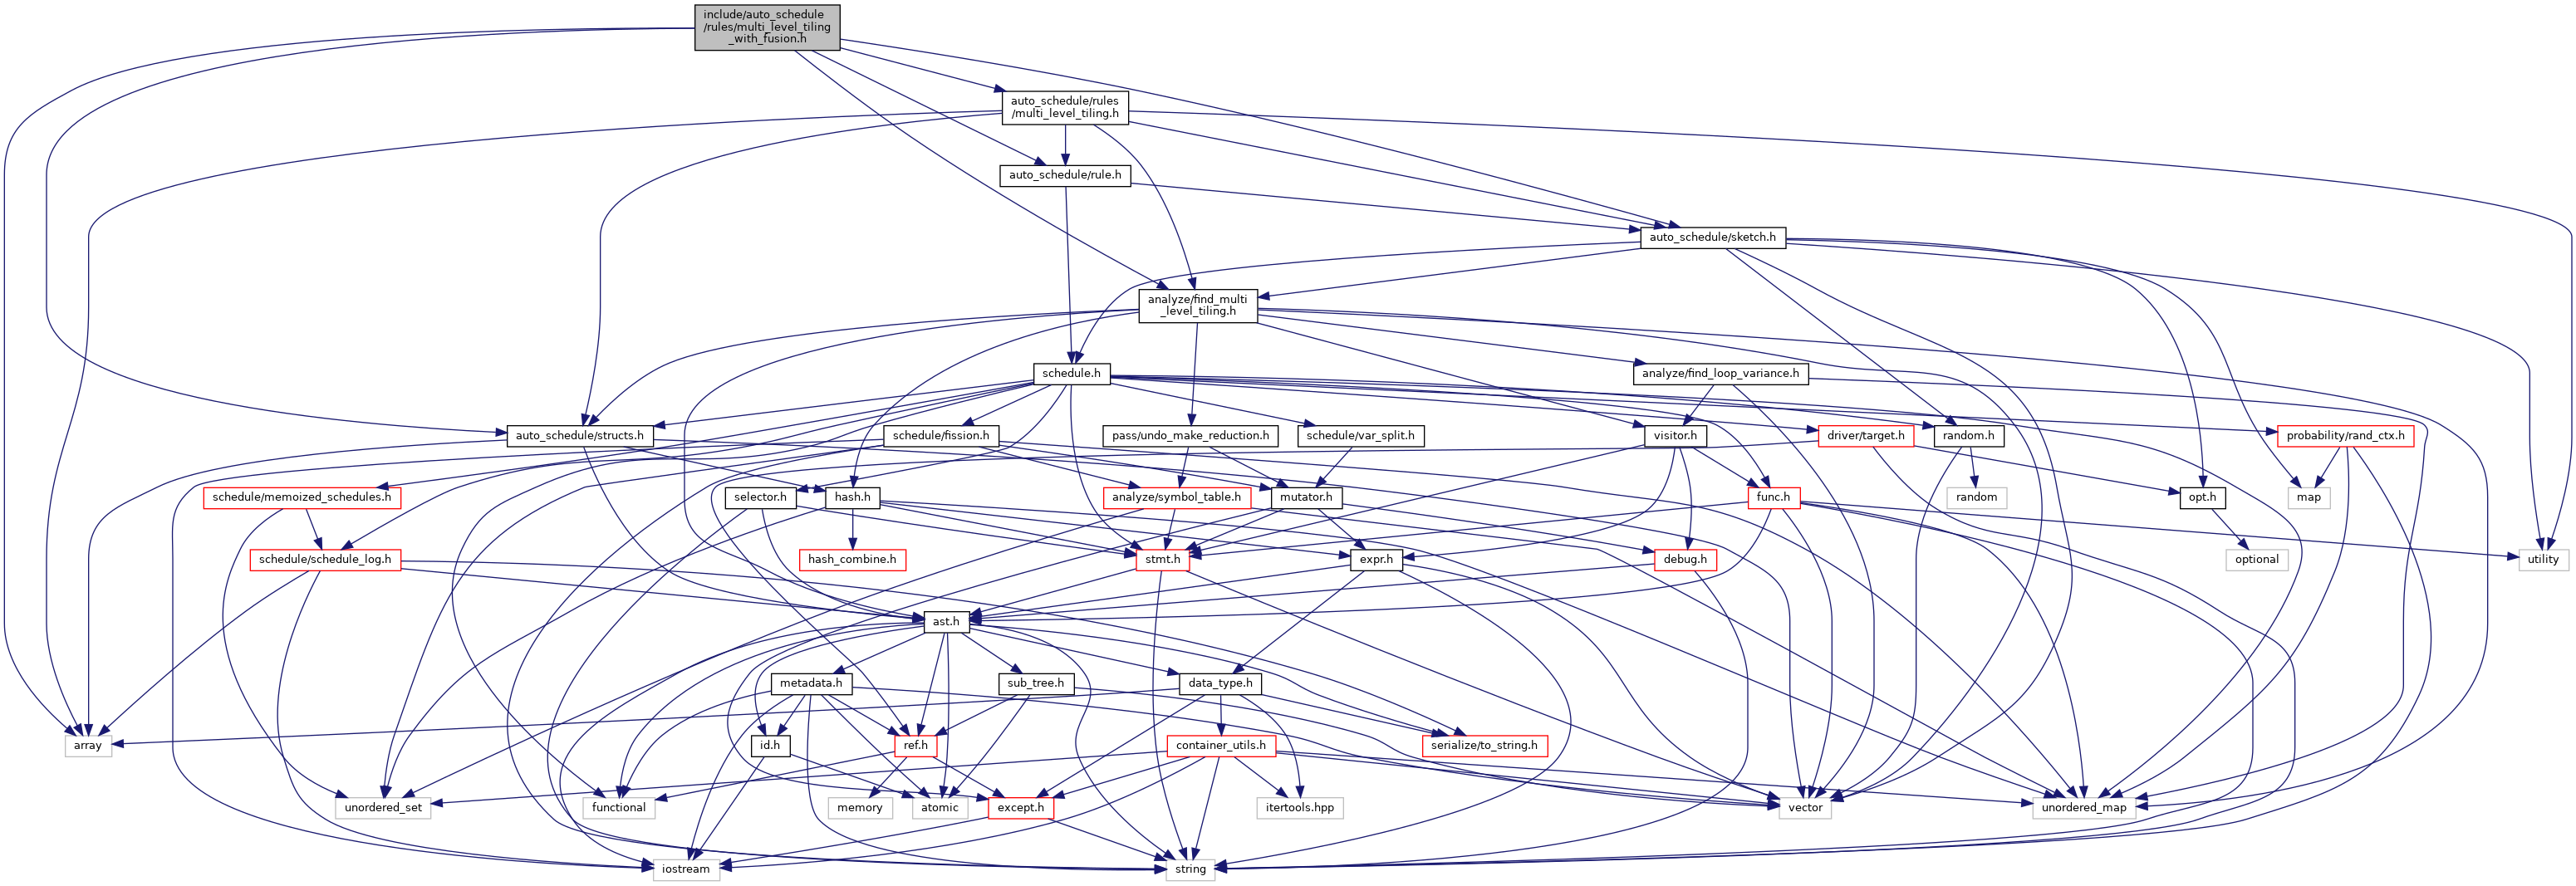 include/auto_schedule
/rules/multi_level_tiling
_with_fusion.h
auto_schedule/rules
/multi_level_tiling.h
auto_schedule/rule.h
auto_schedule/sketch.h
analyze/find_multi
_level_tiling.h
schedule.h
analyze/find_loop_variance.h
auto_schedule/structs.h
schedule/fission.h
pass/undo_make_reduction.h
schedule/var_split.h
visitor.h
driver/target.h
random.h
probability/rand_ctx.h
schedule/memoized_schedules.h
selector.h
hash.h
analyze/symbol_table.h
mutator.h
func.h
random
opt.h
map
schedule/schedule_log.h
hash_combine.h
stmt.h
expr.h
debug.h
optional
utility
ast.h
metadata.h
sub_tree.h
data_type.h
array
id.h
ref.h
container_utils.h
serialize/to_string.h
unordered_set
functional
memory
atomic
except.h
itertools.hpp
vector
unordered_map
iostream
string